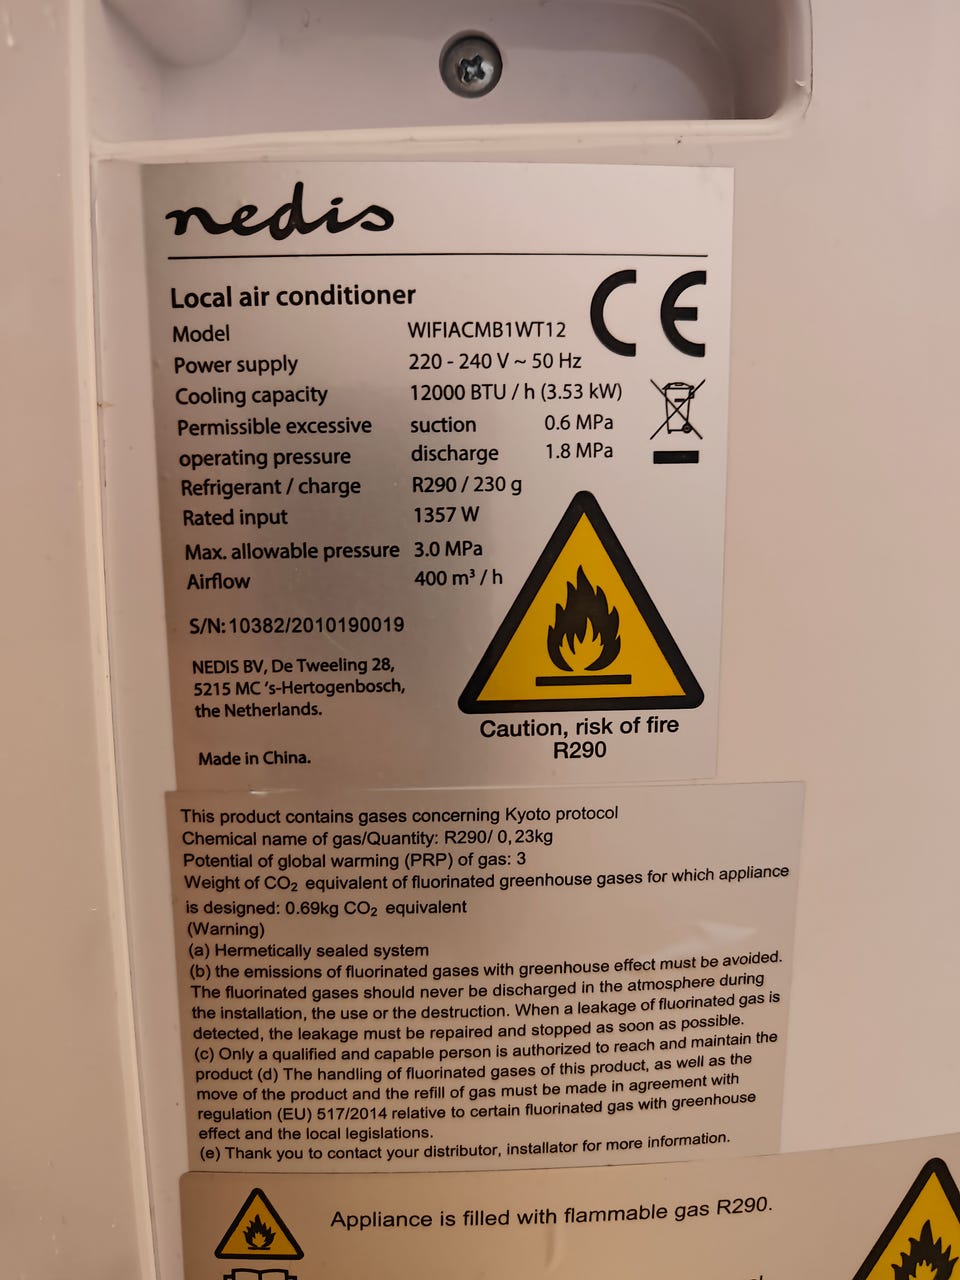 nedis
Local air conditioner
Model WIFIACMB1WT12
Power supply 220 - 240 V ~ 50 Hz
Cooling capacity 12000 BTU / h (3.53 kW)
Permissible excessive suction 0.6 MPa
operating pressure discharge 1.8 MPa
Refrigerant / charge R290 / 230 g
Rated input 1357 W
Max. allowable pressure 3.0 MPa
Airflow 400 m³ / h
S/N: 10382/2010190019
NEDIS BV, De Tweeling 28,
5215 MC 's-Hertogenbosch,
the Netherlands.
Made in China.
CE
Caution, risk of fire
R290
This product contains gases concerning Kyoto protocol
Chemical name of gas/Quantity: R290/ 0,23kg
Potential of global warming (PRP) of gas: 3
Weight of CO₂ equivalent of fluorinated greenhouse gases for which appliance
is designed: 0.69kg CO₂ equivalent
(Warning)
(a) Hermetically sealed system
(b) the emissions of fluorinated gases with greenhouse effect must be avoided.
The fluorinated gases should never be discharged in the atmosphere during
the installation, the use or the destruction. When a leakage of fluorinated gas is
detected, the leakage must be repaired and stopped as soon as possible.
(c) Only a qualified and capable person is authorized to reach and maintain the
product (d) The handling of fluorinated gases of this product, as well as the
move of the product and the refill of gas must be made in agreement with
regulation (EU) 517/2014 relative to certain fluorinated gas with greenhouse
effect and the local legislations.
(e) Thank you to contact your distributor, installator for more information.
Appliance is filled with flammable gas R290.